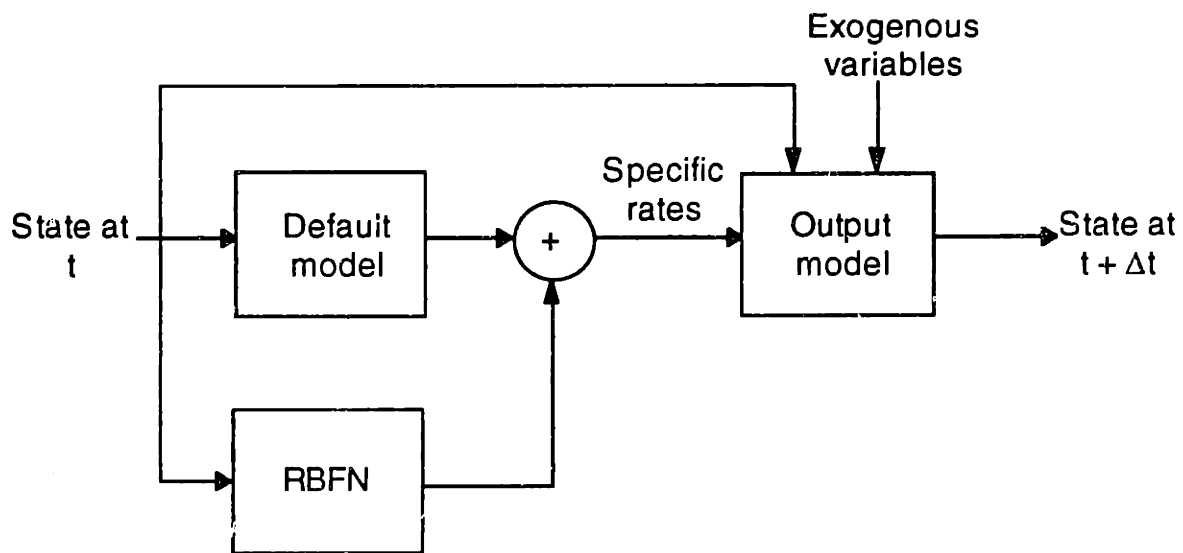 Exogenous
variables
Specific
rates
State at
t
Default
model
+
Output
model
State at
t + Δt
RBFN